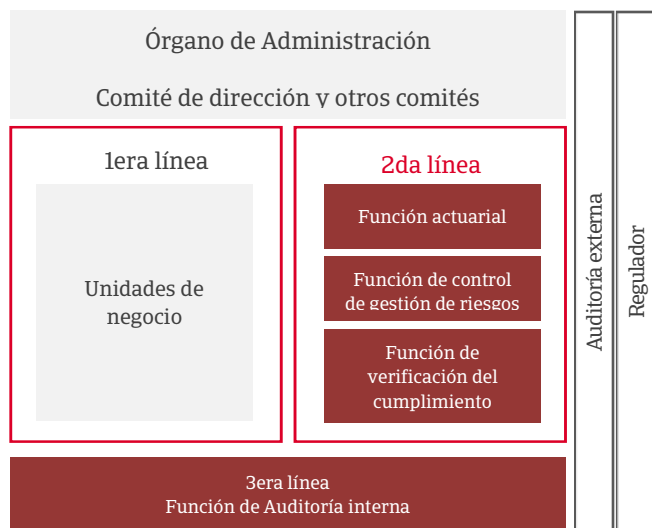 Órgano de Administración
Comité de dirección y otros comités
1era línea
Unidades de
negocio
2da línea
Función actuarial
Función de control
de gestión de riesgos
Función de
verificación del
cumplimiento
3era línea
Función de Auditoría interna
Auditoría externa
Regulador